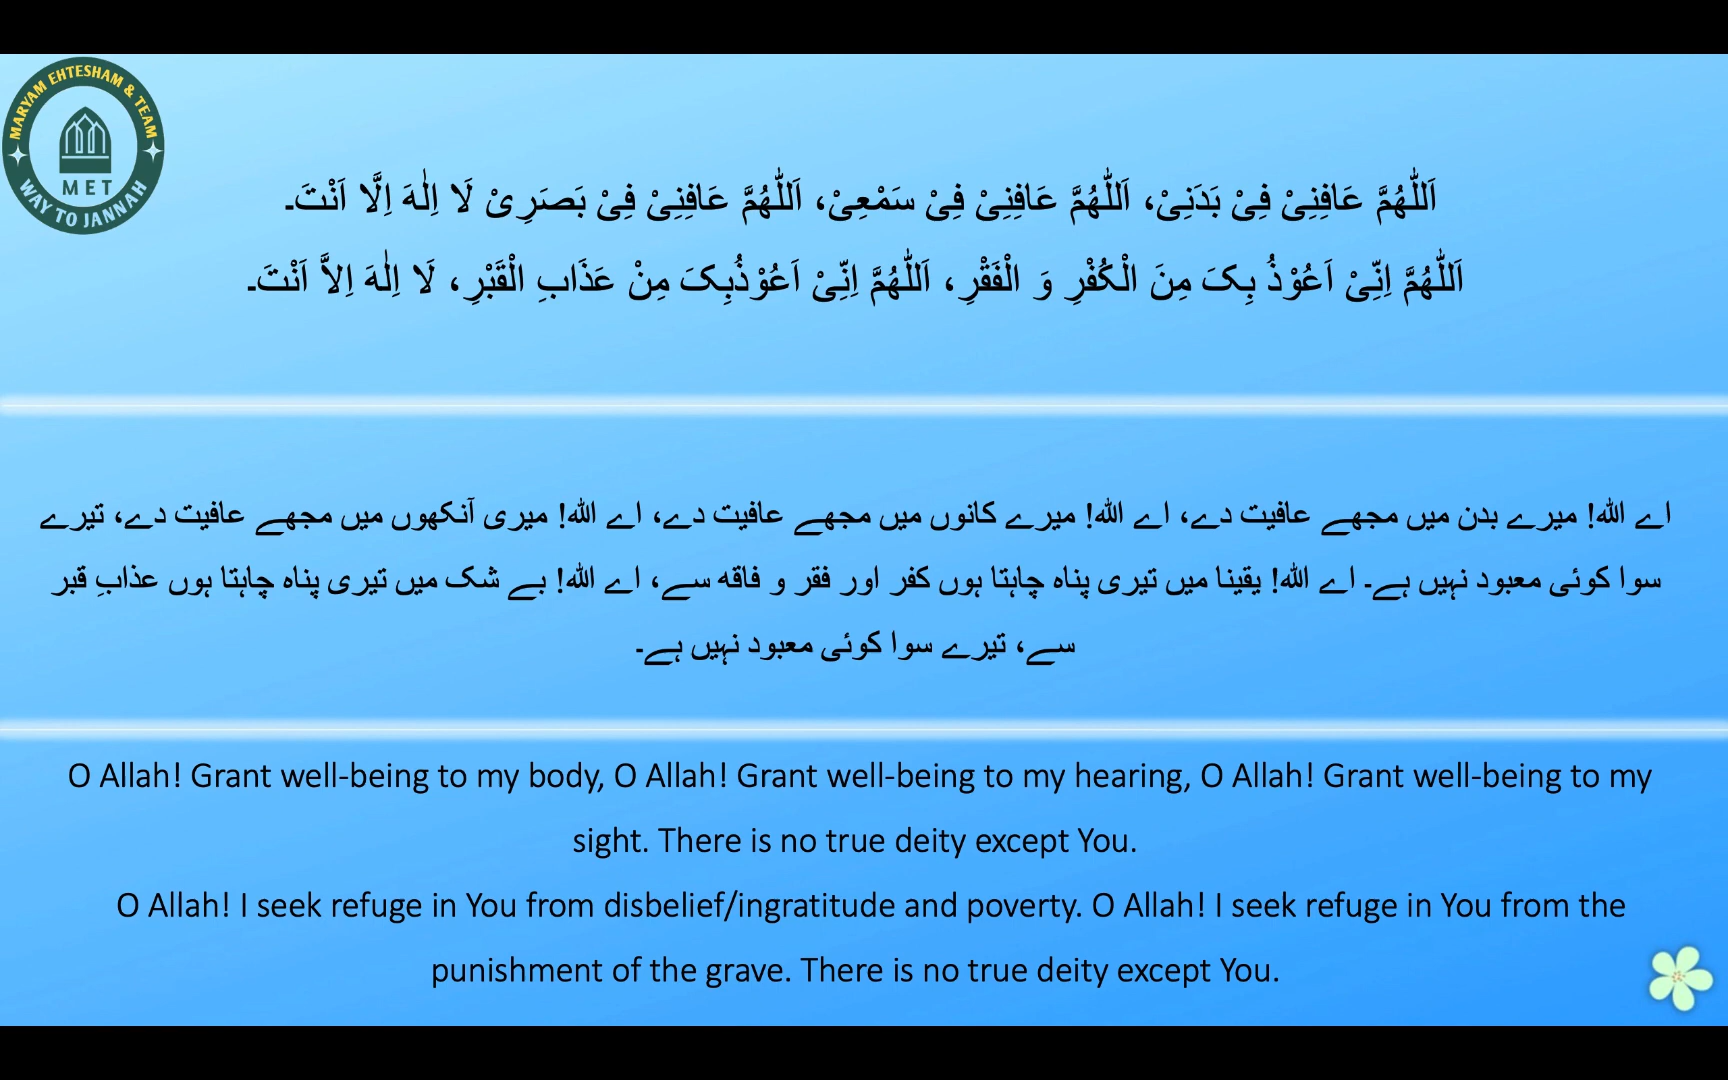 MARYAM EHTESHAM & TEAM
MET
WAY TO JANNAH
اَللّٰهُمَّ عَافِنِیْ فِیْ بَدَنِیْ، اَللّٰهُمَّ عَافِنِیْ فِیْ سَمْعِیْ، اَللّٰهُمَّ عَافِنِیْ فِیْ بَصَرِیْ لَا اِلٰهَ اِلَّا اَنْتَ۔
اَللّٰهُمَّ اِنِّیْ اَعُوْذُ بِکَ مِنَ الْکُفْرِ وَ الْفَقْرِ، اَللّٰهُمَّ اِنِّیْ اَعُوْذُبِکَ مِنْ عَذَابِ الْقَبْرِ، لَا اِلٰهَ اِلاَّ اَنْتَ۔
اے اللہ! میرے بدن میں مجھے عافیت دے، اے اللہ! میرے کانوں میں مجھے عافیت دے، اے اللہ! میری آنکھوں میں مجھے عافیت دے، تیرے
سوا کوئی معبود نہیں ہے۔ اے اللہ! یقینا میں تیری پناہ چاہتا ہوں کفر اور فقر و فاقہ سے، اے اللہ! بے شک میں تیری پناہ چاہتا ہوں عذابِ قبر
سے، تیرے سوا کوئی معبود نہیں ہے۔
O Allah! Grant well-being to my body, O Allah! Grant well-being to my hearing, O Allah! Grant well-being to my
sight. There is no true deity except You.
O Allah! I seek refuge in You from disbelief/ingratitude and poverty. O Allah! I seek refuge in You from the
punishment of the grave. There is no true deity except You.